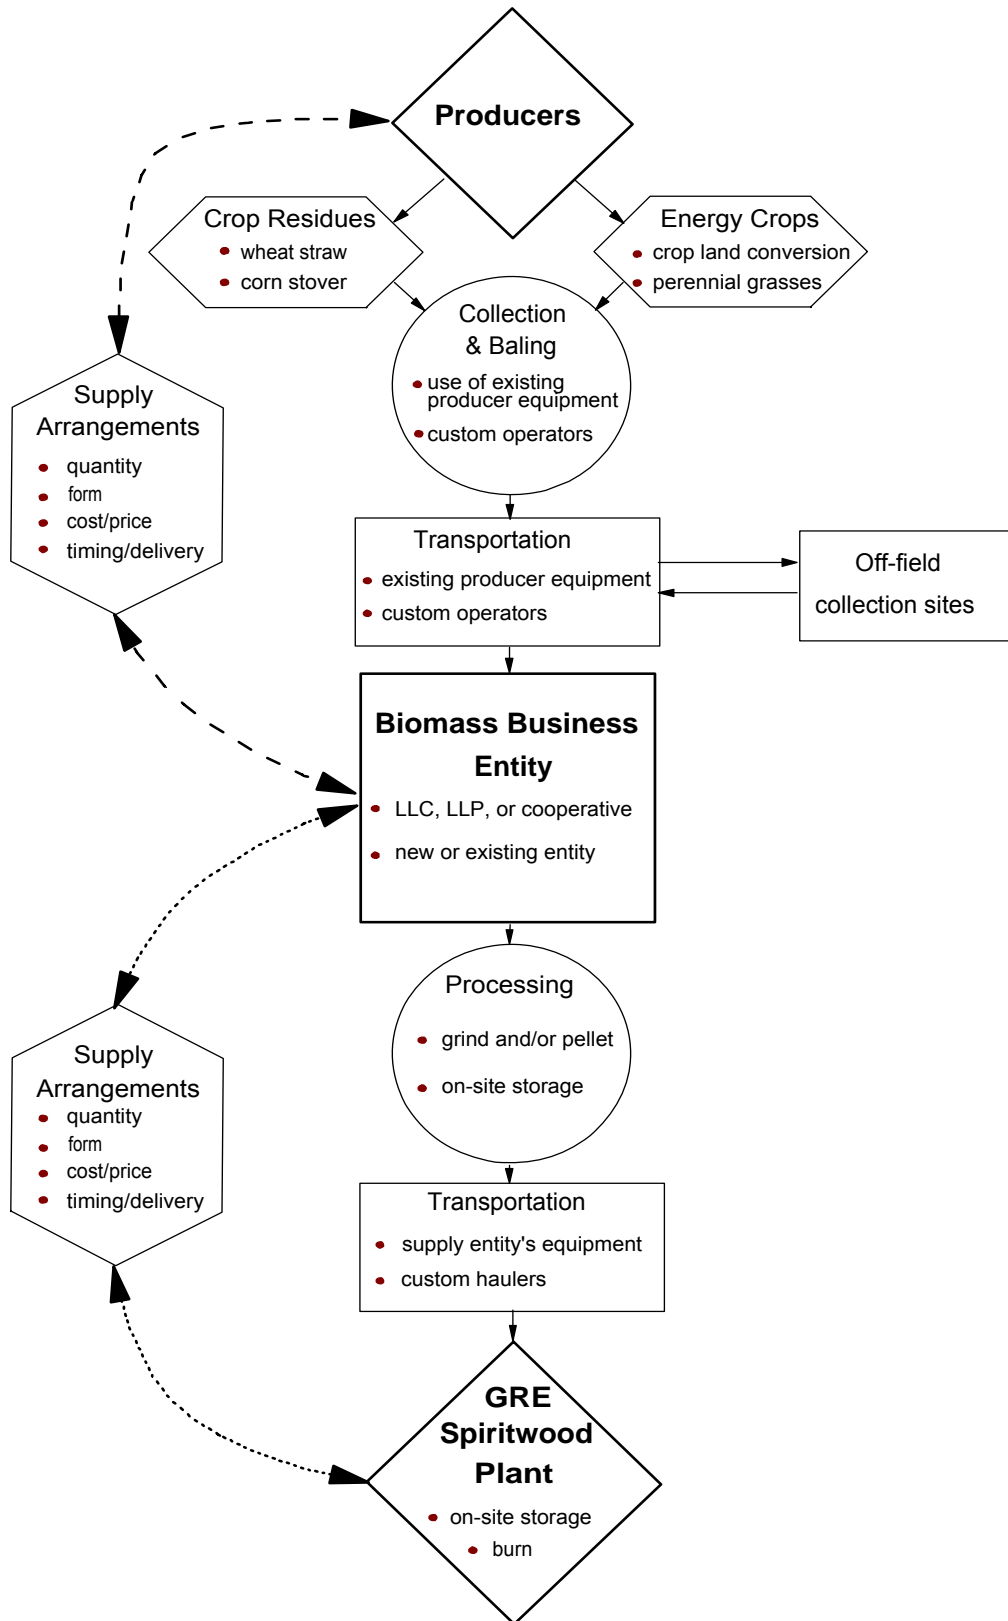 Producers
Crop Residues
• wheat straw
• corn stover
Energy Crops
• crop land conversion
• perennial grasses
Collection
& Baling
• use of existing
producer equipment
• custom operators
Supply
Arrangements
• quantity
• form
• cost/price
• timing/delivery
Transportation
• existing producer equipment
• custom operators
Off-field
collection sites
Biomass Business
Entity
• LLC, LLP, or cooperative
• new or existing entity
Processing
• grind and/or pellet
• on-site storage
Supply
Arrangements
• quantity
• form
• cost/price
• timing/delivery
Transportation
• supply entity's equipment
• custom haulers
GRE
Spiritwood
Plant
• on-site storage
• burn